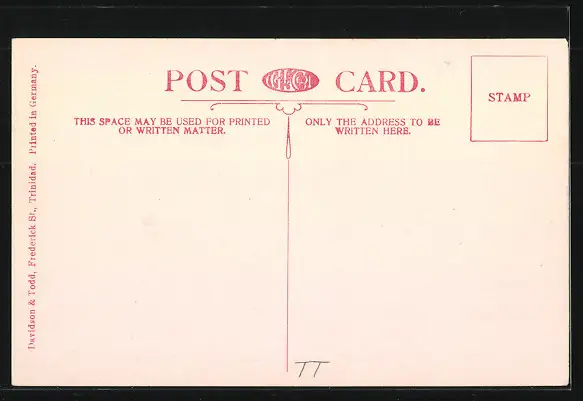 POST CARD.
STAMP
THIS SPACE MAY BE USED FOR PRINTED
OR WRITTEN MATTER.
ONLY THE ADDRESS TO BE
WRITTEN HERE.
Davidson & Todd, Frederick St., Trinidad. Printed in Germany.
TT